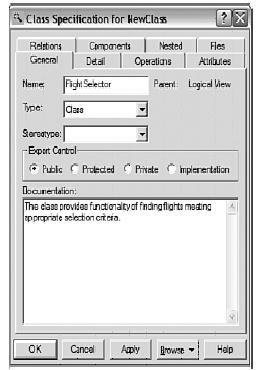 Class Specification for NewClass
Relations Components Nested Files
General Detail Operations Attributes
Name: FlightSelector Parent: Logical View
Type: Class
Stereotype:
Export Control
Public Protected Private Implementation
Documentation:
This class provides functionality of finding flights meeting
appropriate selection criteria.
OK Cancel Apply Browse Help